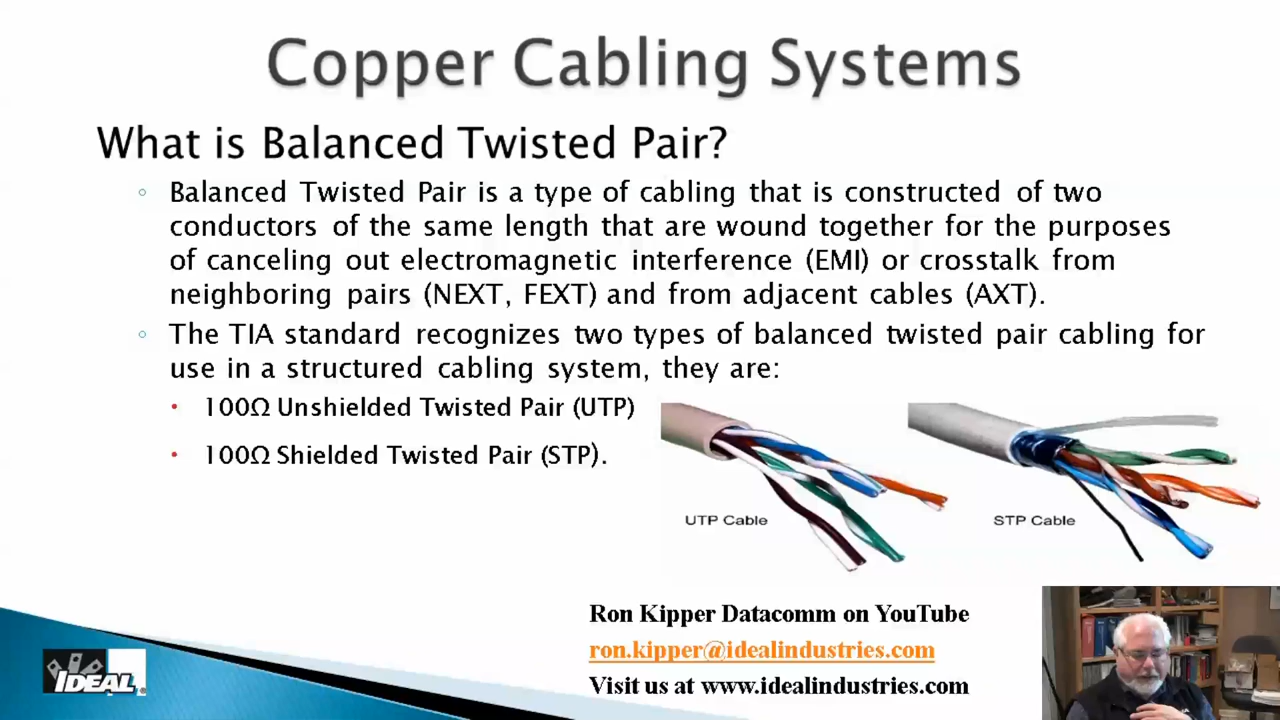 Copper Cabling Systems
What is Balanced Twisted Pair?
Balanced Twisted Pair is a type of cabling that is constructed of two
conductors of the same length that are wound together for the purposes
of canceling out electromagnetic interference (EMI) or crosstalk from
neighboring pairs (NEXT, FEXT) and from adjacent cables (AXT).
The TIA standard recognizes two types of balanced twisted pair cabling for
use in a structured cabling system, they are:
100Ω Unshielded Twisted Pair (UTP)
100Ω Shielded Twisted Pair (STP).
UTP Cable
STP Cable
Ron Kipper Datacomm on YouTube
ron.kipper@idealindustries.com
Visit us at www.idealindustries.com
IDEAL